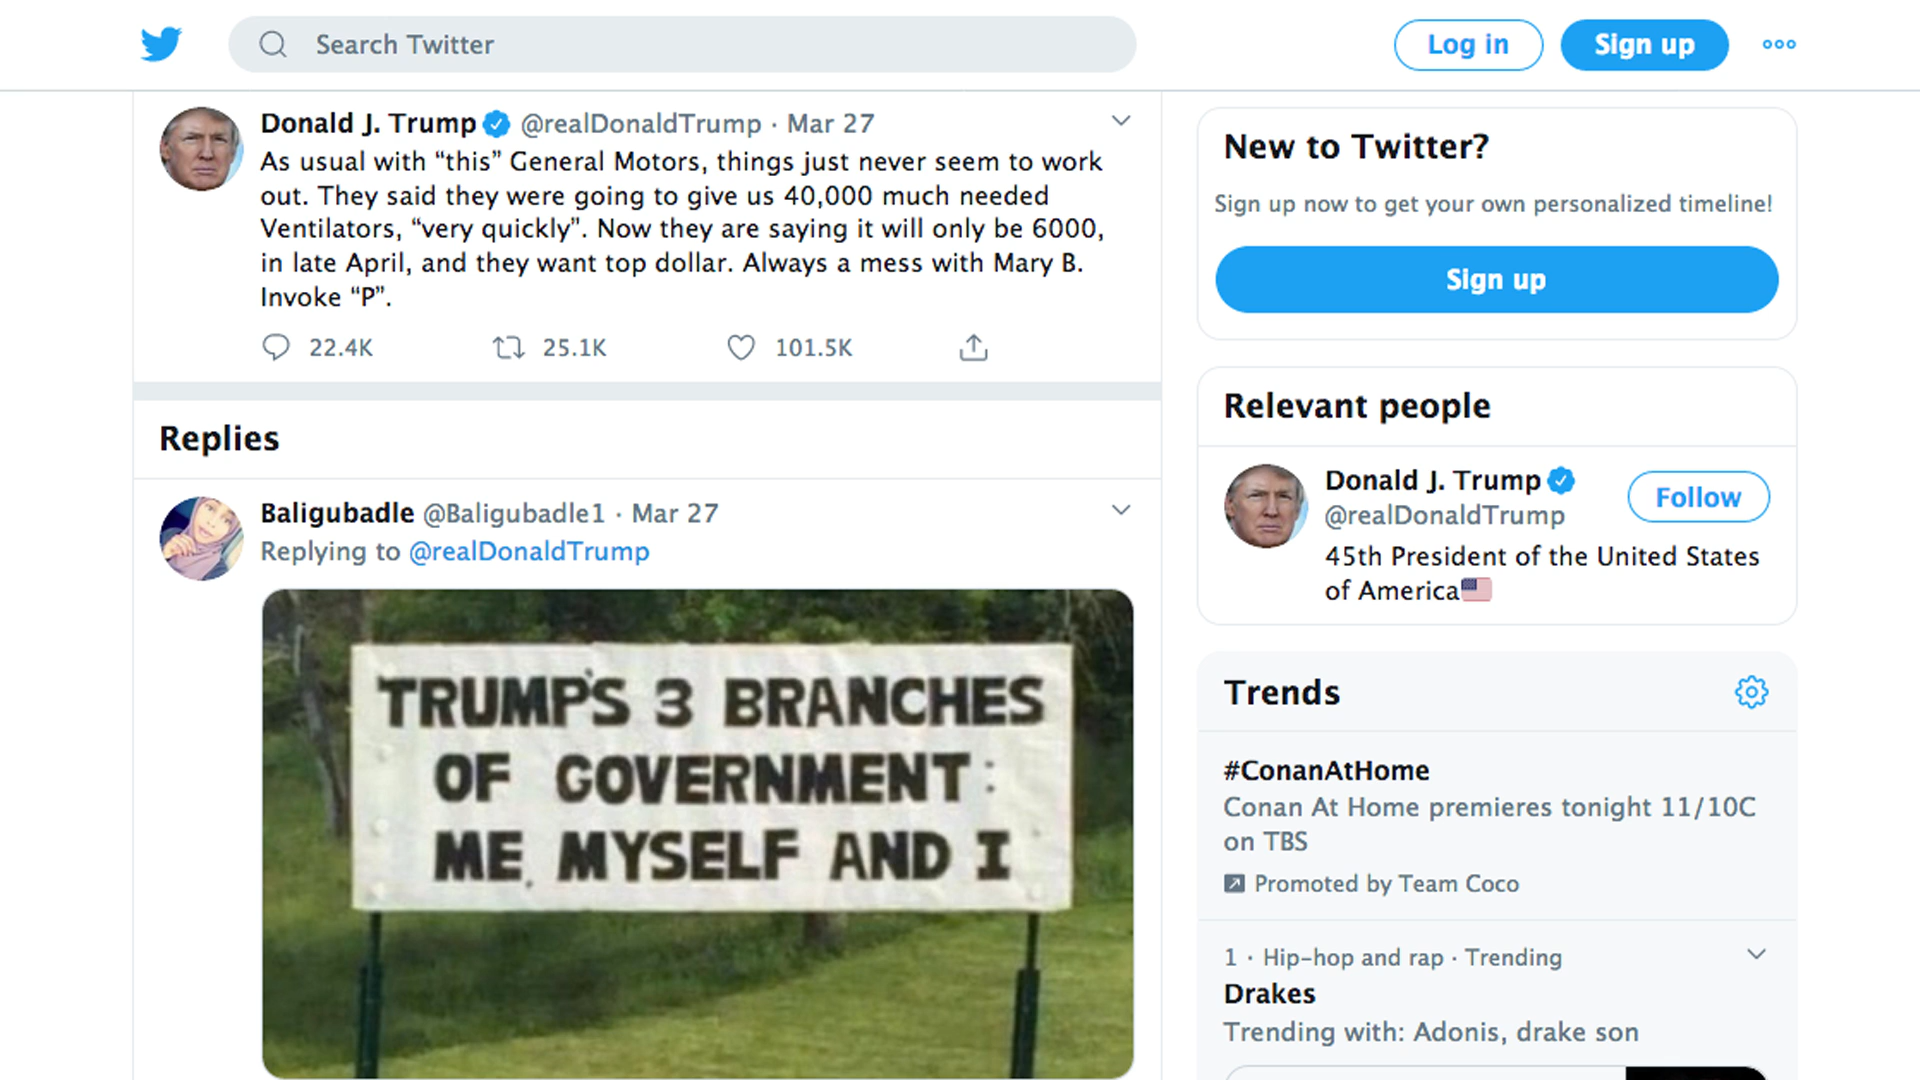 Search Twitter
Log in
Sign up
Donald J. Trump @realDonaldTrump · Mar 27
As usual with “this” General Motors, things just never seem to work
out. They said they were going to give us 40,000 much needed
Ventilators, “very quickly”. Now they are saying it will only be 6000,
in late April, and they want top dollar. Always a mess with Mary B.
Invoke “P”.
22.4K
25.1K
101.5K
Replies
Baligubadle @Baligubadle1 · Mar 27
Replying to @realDonaldTrump
TRUMP'S 3 BRANCHES
OF GOVERNMENT:
ME, MYSELF AND I
New to Twitter?
Sign up now to get your own personalized timeline!
Sign up
Relevant people
Donald J. Trump
@realDonaldTrump
Follow
45th President of the United States
of America🇺🇸
Trends
#ConanAtHome
Conan At Home premieres tonight 11/10C
on TBS
Promoted by Team Coco
1 · Hip-hop and rap · Trending
Drakes
Trending with: Adonis, drake son